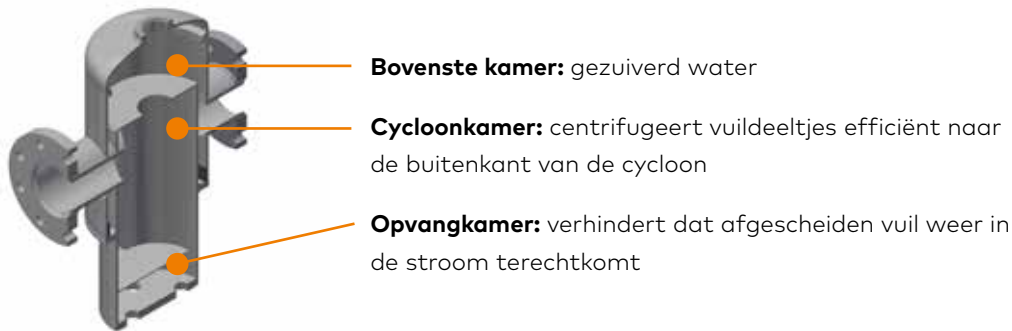 Bovenste kamer: gezuiverd water
Cycloonkamer: centrifugeert vuildeeltjes efficiënt naar
de buitenkant van de cycloon
Opvangkamer: verhindert dat afgescheiden vuil weer in
de stroom terechtkomt